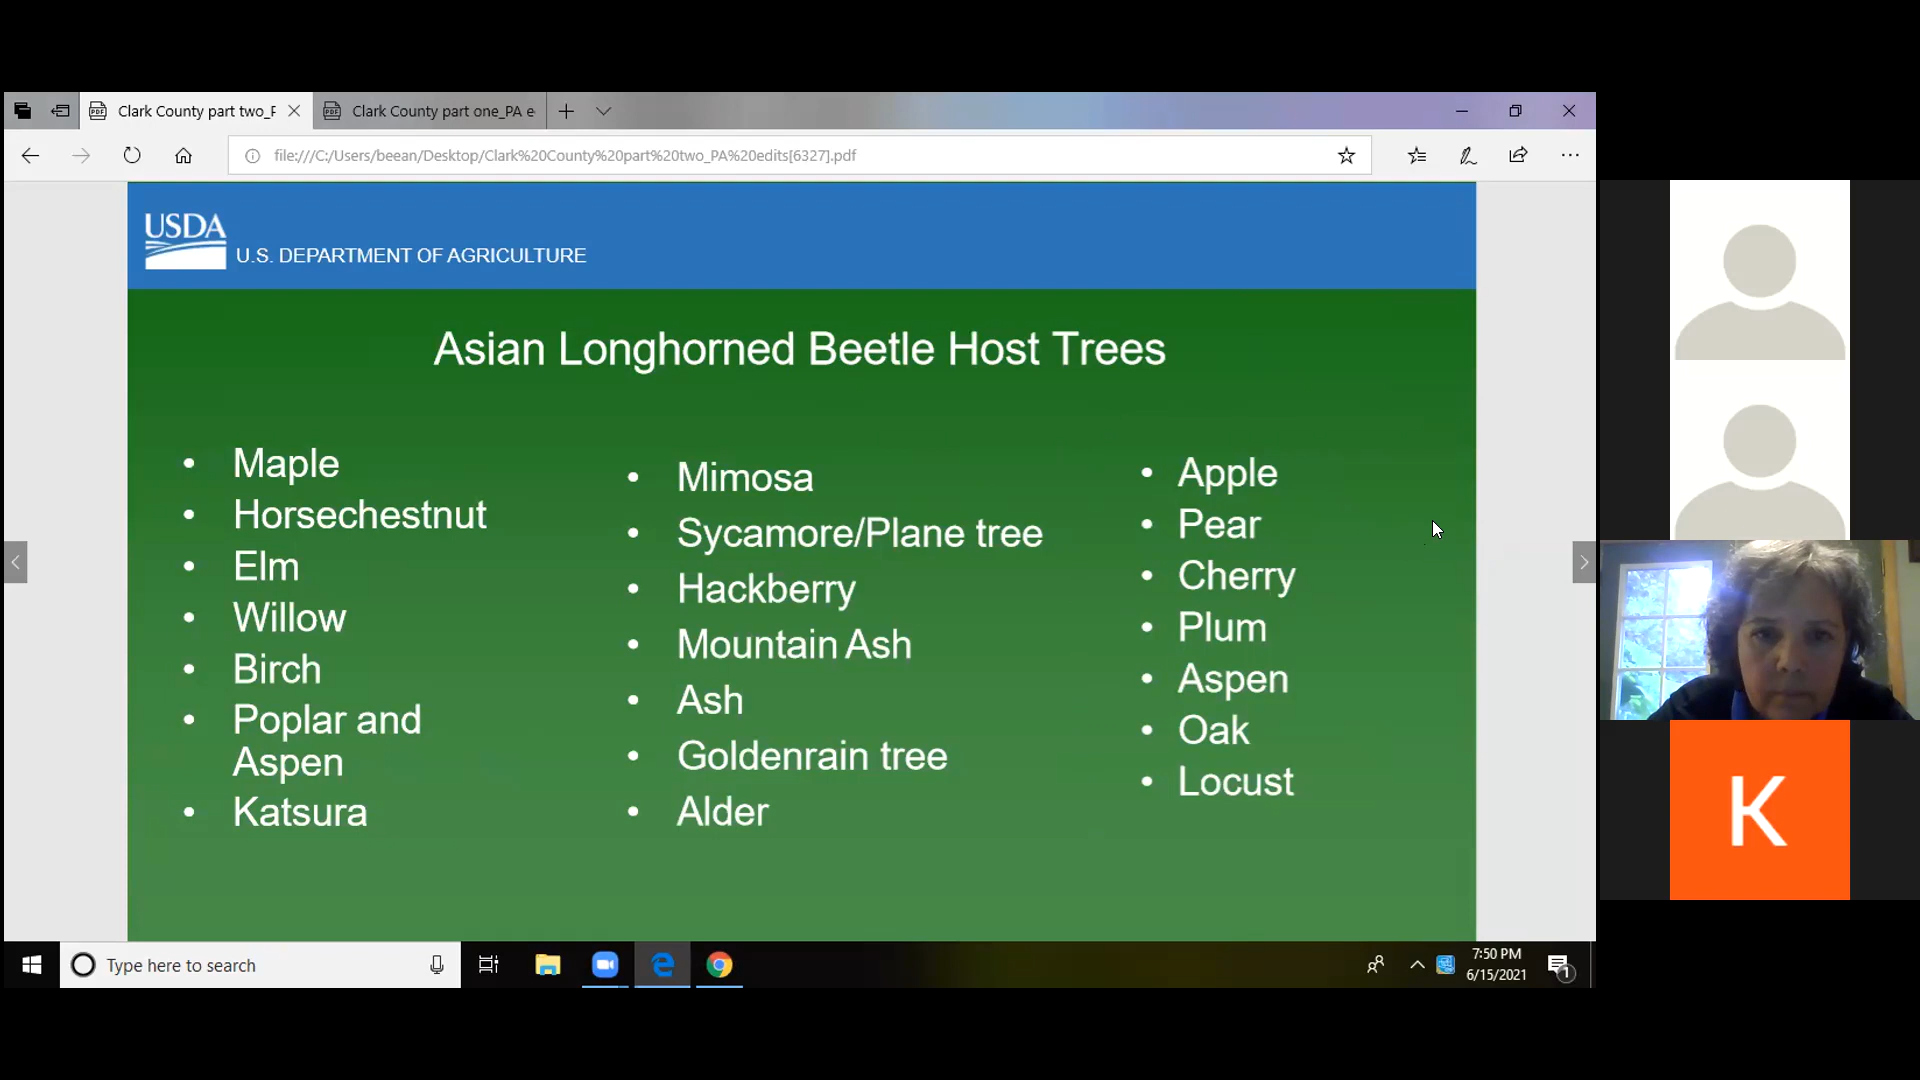 Clark County part two_F
Clark County part one_PA e
file:///C:/Users/beean/Desktop/Clark%20County%20part%20two_PA%20edits[6327].pdf
USDA
U.S. DEPARTMENT OF AGRICULTURE
Asian Longhorned Beetle Host Trees
• Maple
• Horsechestnut
• Elm
• Willow
• Birch
• Poplar and
Aspen
• Katsura
• Mimosa
• Sycamore/Plane tree
• Hackberry
• Mountain Ash
• Ash
• Goldenrain tree
• Alder
• Apple
• Pear
• Cherry
• Plum
• Aspen
• Oak
• Locust
K
Type here to search
7:50 PM
6/15/2021
1